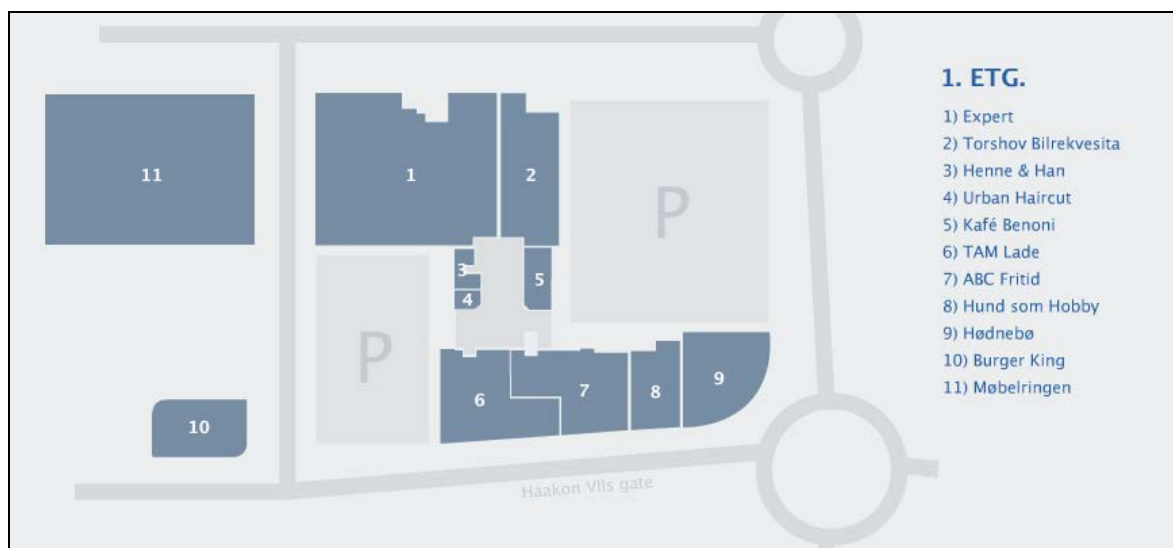 1. ETG.
1) Expert
2) Torshov Bilrekvesita
3) Henne & Han
4) Urban Haircut
5) Kafé Benoni
6) TAM Lade
7) ABC Fritid
8) Hund som Hobby
9) Hødnebø
10) Burger King
11) Møbelringen
11
1
2
P
3
5
4
P
6
7
8
9
10
Haakon VIIs gate